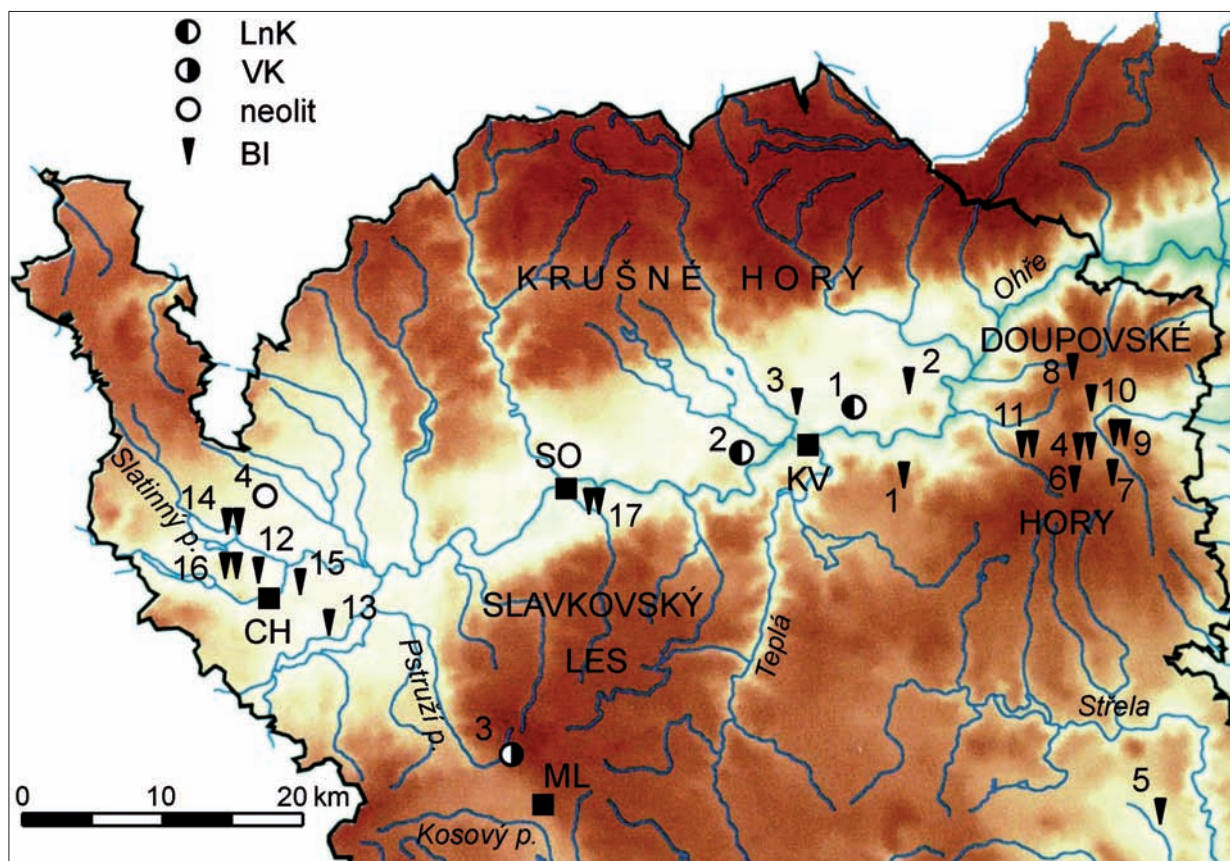 LnK
VK
neolit
BI
KRUŠNÉ HORY
Ohře
DOUPOVSKÉ
8
2
3
1
10
11
4
9
2
SO
KV
1
6
7
HORY
Slatinný p.
4
14
12
17
16
15
13
CH
SLAVKOVSKÝ
LES
Teplá
Pstruží p.
Střela
3
ML
5
0 10 20 km
Kosový p.